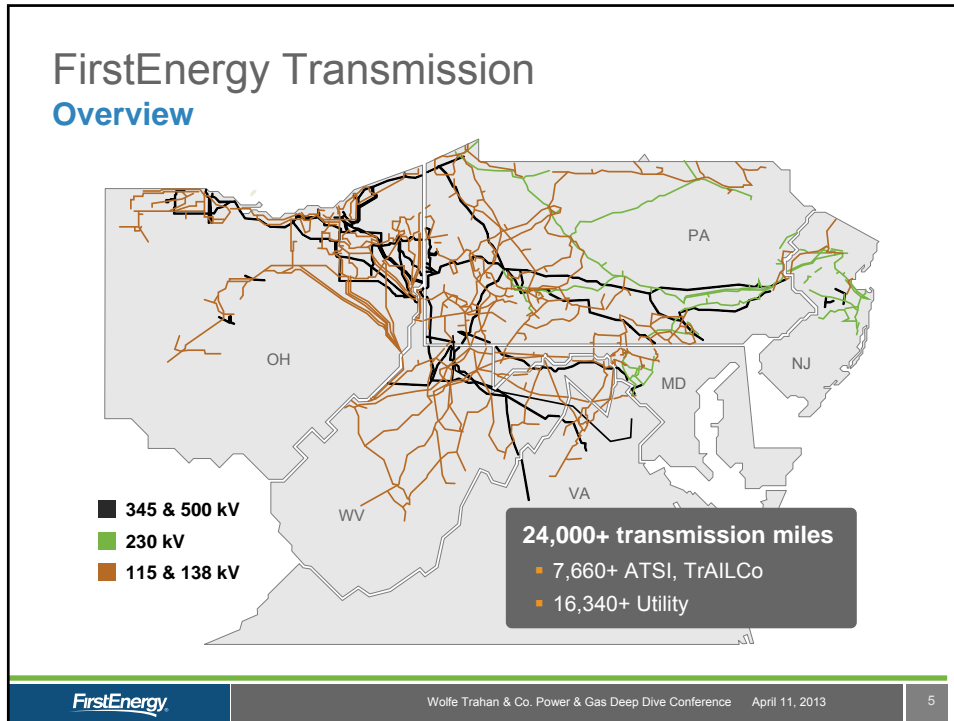 FirstEnergy Transmission
Overview
PA
OH
MD
NJ
WV
VA
345 & 500 kV
230 kV
115 & 138 kV
24,000+ transmission miles
▪ 7,660+ ATSI, TrAILCo
▪ 16,340+ Utility
FirstEnergy
Wolfe Trahan & Co. Power & Gas Deep Dive Conference April 11, 2013 5